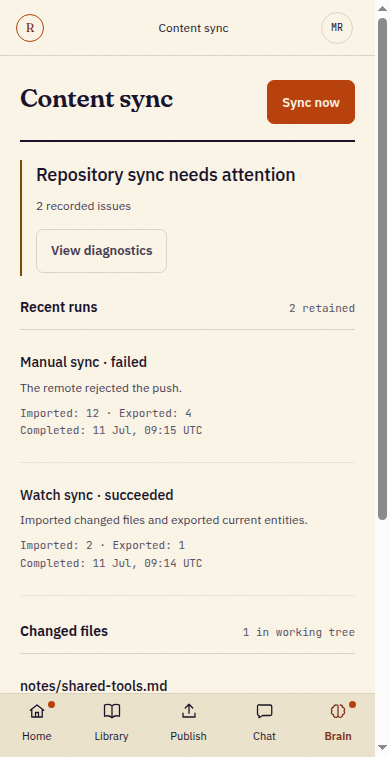 R
Content sync
MR
Content sync
Sync now
Repository sync needs attention
2 recorded issues
View diagnostics
Recent runs
2 retained
Manual sync · failed
The remote rejected the push.
Imported: 12 · Exported: 4
Completed: 11 Jul, 09:15 UTC
Watch sync · succeeded
Imported changed files and exported current entities.
Imported: 2 · Exported: 1
Completed: 11 Jul, 09:14 UTC
Changed files
1 in working tree
notes/shared-tools.md
Home
Library
Publish
Chat
Brain